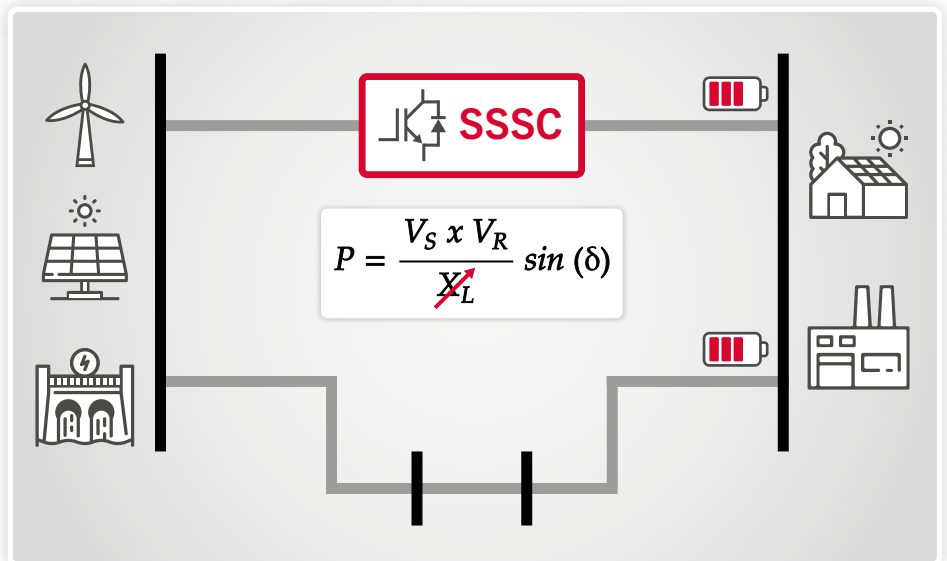 SSSC
P = V_S x V_R / X_L sin (δ)